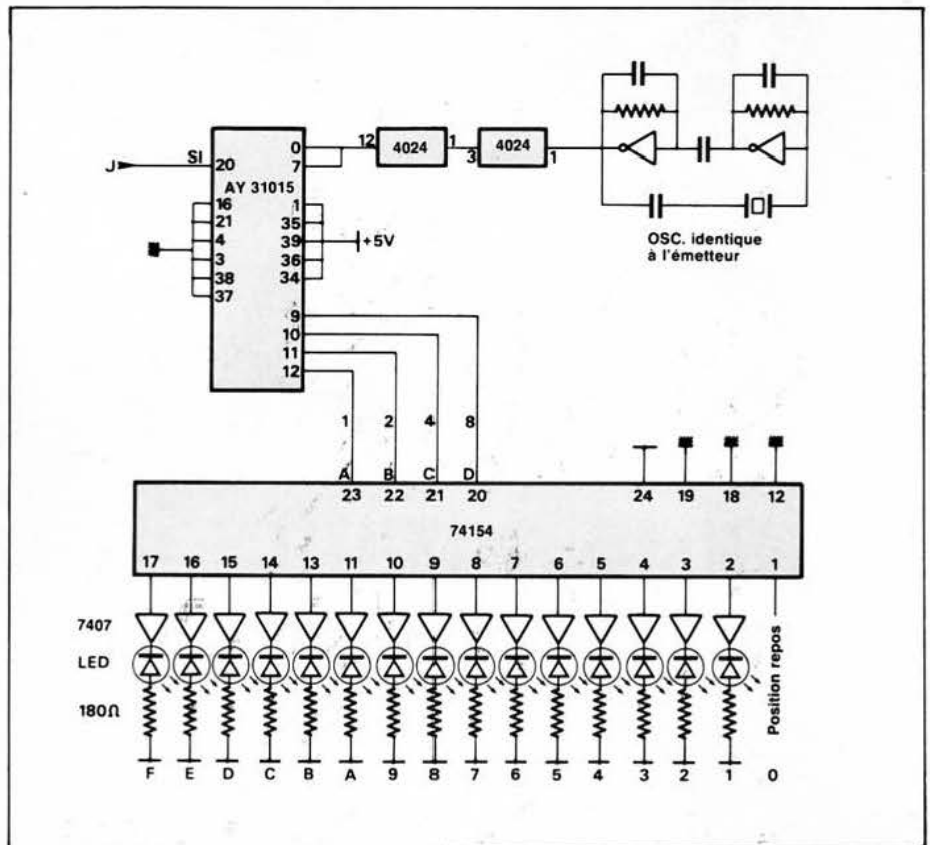 12 4024 1 3 4024 1
J SI 20 0
7
AY 31015
16 1
21 35
4 39 +5V
3 36
38 34
37
OSC. identique
à l'émetteur
9
10
11
12
1 2 4 8
A B C D
23 22 21 20 24 19 18 12
74154
17 16 15 14 13 11 10 9 8 7 6 5 4 3 2 1
7407
LED
180Ω
Position repos
F E D C B A 9 8 7 6 5 4 3 2 1 0